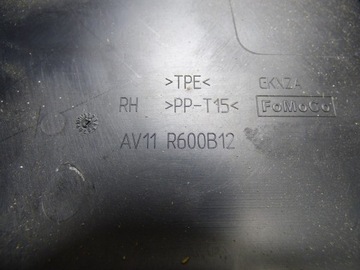 >TPE<
RH >PP-T15< FoMoCo
AV11 R600B12